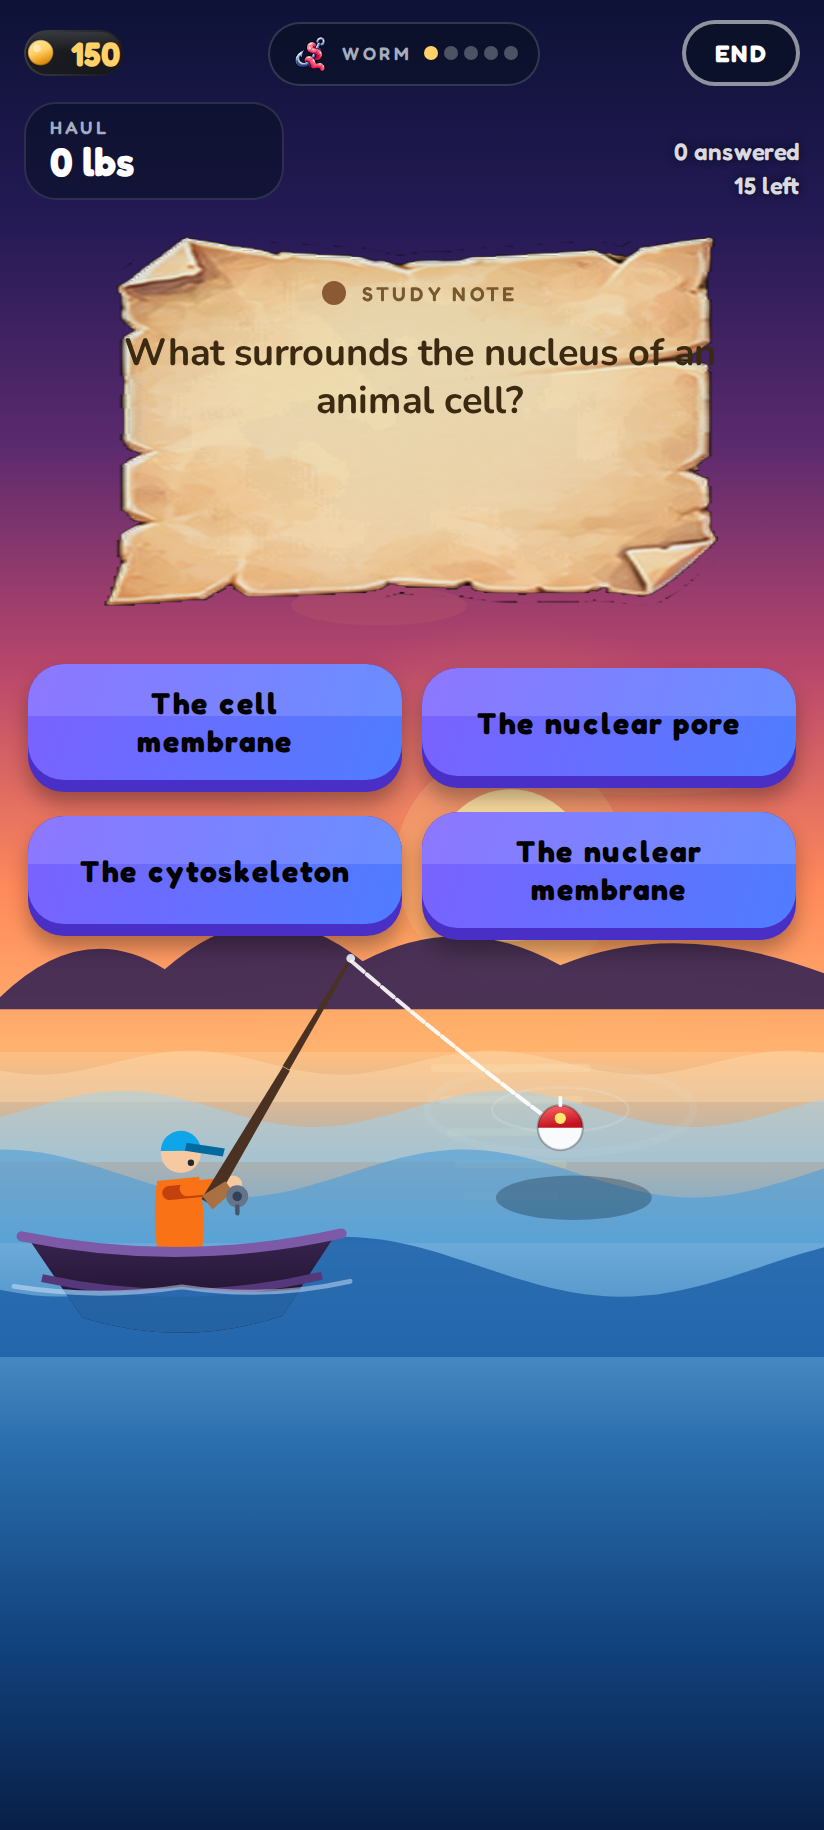 150
WORM
END
HAUL
0 lbs
0 answered
15 left
STUDY NOTE
What surrounds the nucleus of an
animal cell?
The cell
membrane
The nuclear pore
The cytoskeleton
The nuclear
membrane